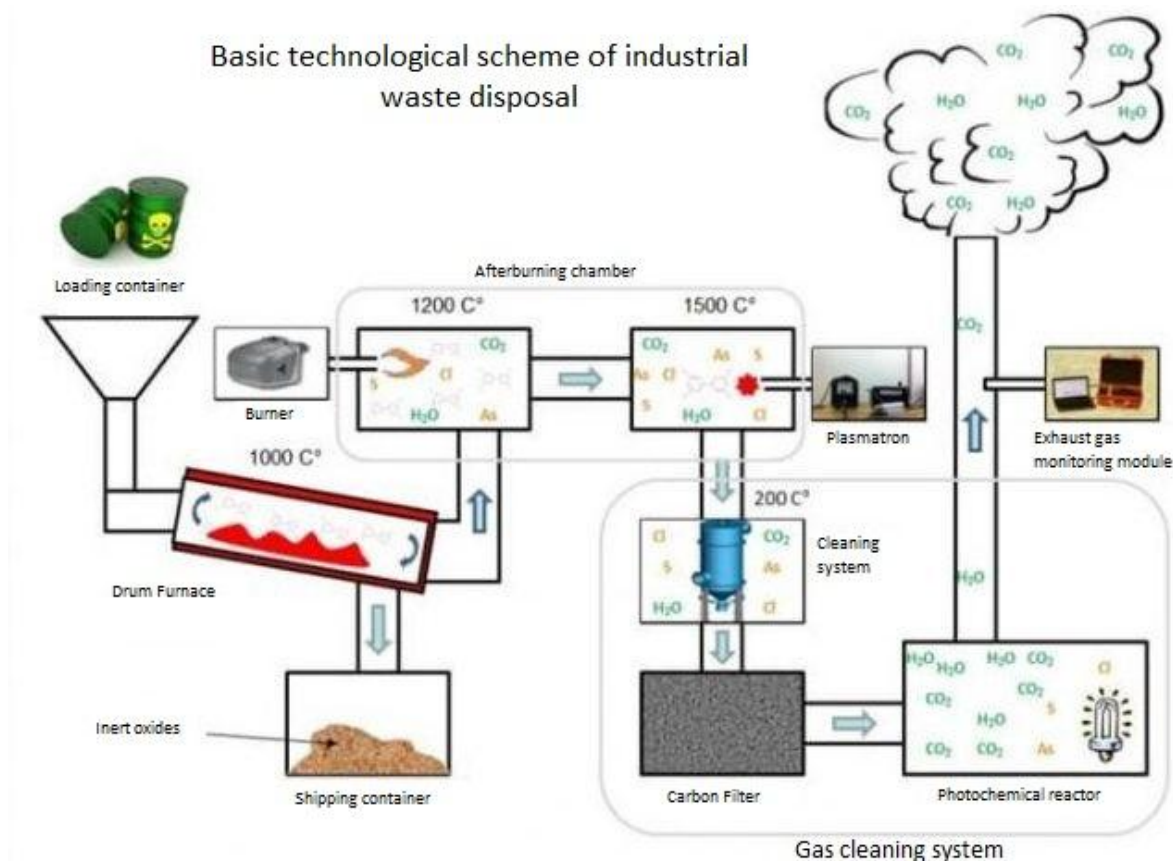 Basic technological scheme of industrial
waste disposal
Loading container
Afterburning chamber
1200 C°
1500 C°
Burner
Plasmatron
Exhaust gas
monitoring module
1000 C°
Drum Furnace
200 C°
Cleaning
system
Inert oxides
Shipping container
Carbon Filter
Photochemical reactor
Gas cleaning system
CO₂
CO₂
CO₂
H₂O
H₂O
H₂O
CO₂
CO₂
H₂O
CO₂
H₂O
CO₂
S
Cl
H₂O
As
CO₂
As
S
As
Cl
S
H₂O
Cl
Cl
CO₂
S
As
H₂O
Cl
H₂O
H₂O
H₂O
CO₂
Cl
CO₂
CO₂
S
H₂O
CO₂
CO₂
As